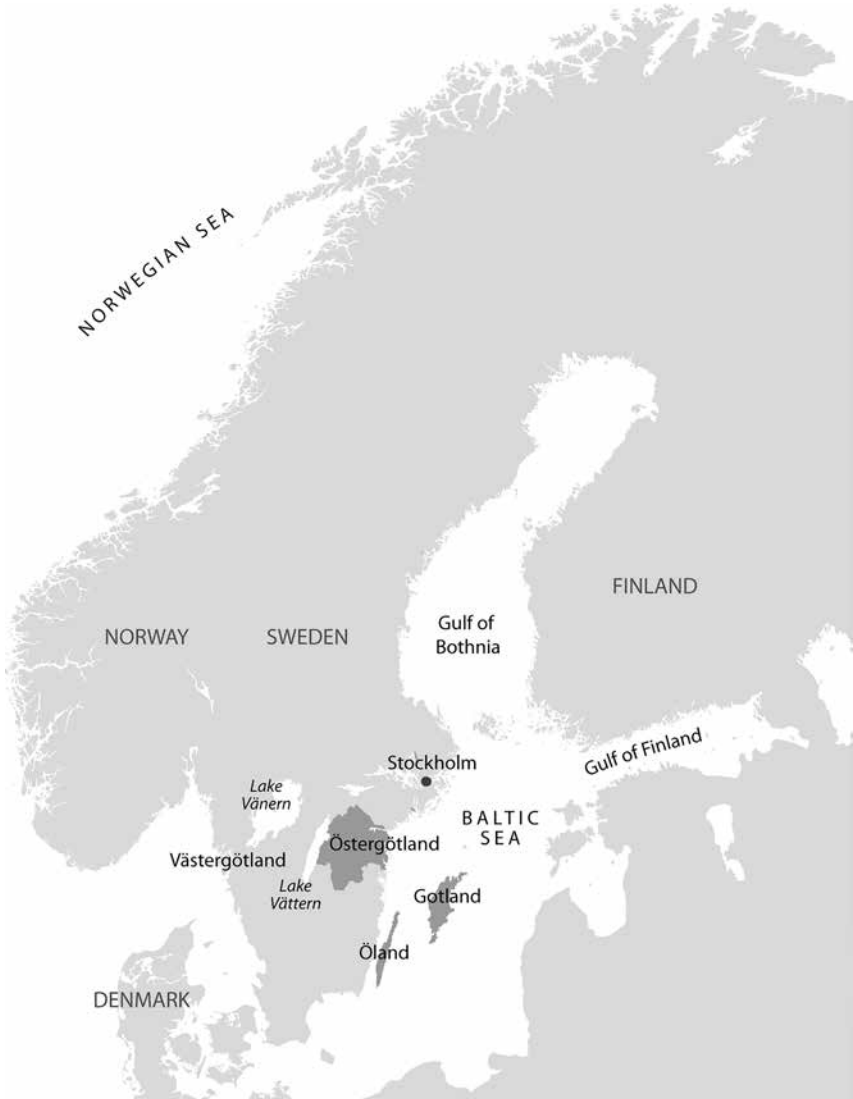 NORWEGIAN SEA
FINLAND
Gulf of
Bothnia
NORWAY
SWEDEN
Gulf of Finland
Stockholm
Lake
Vänern
BALTIC
SEA
Östergötland
Västergötland
Lake
Vättern
Gotland
Öland
DENMARK